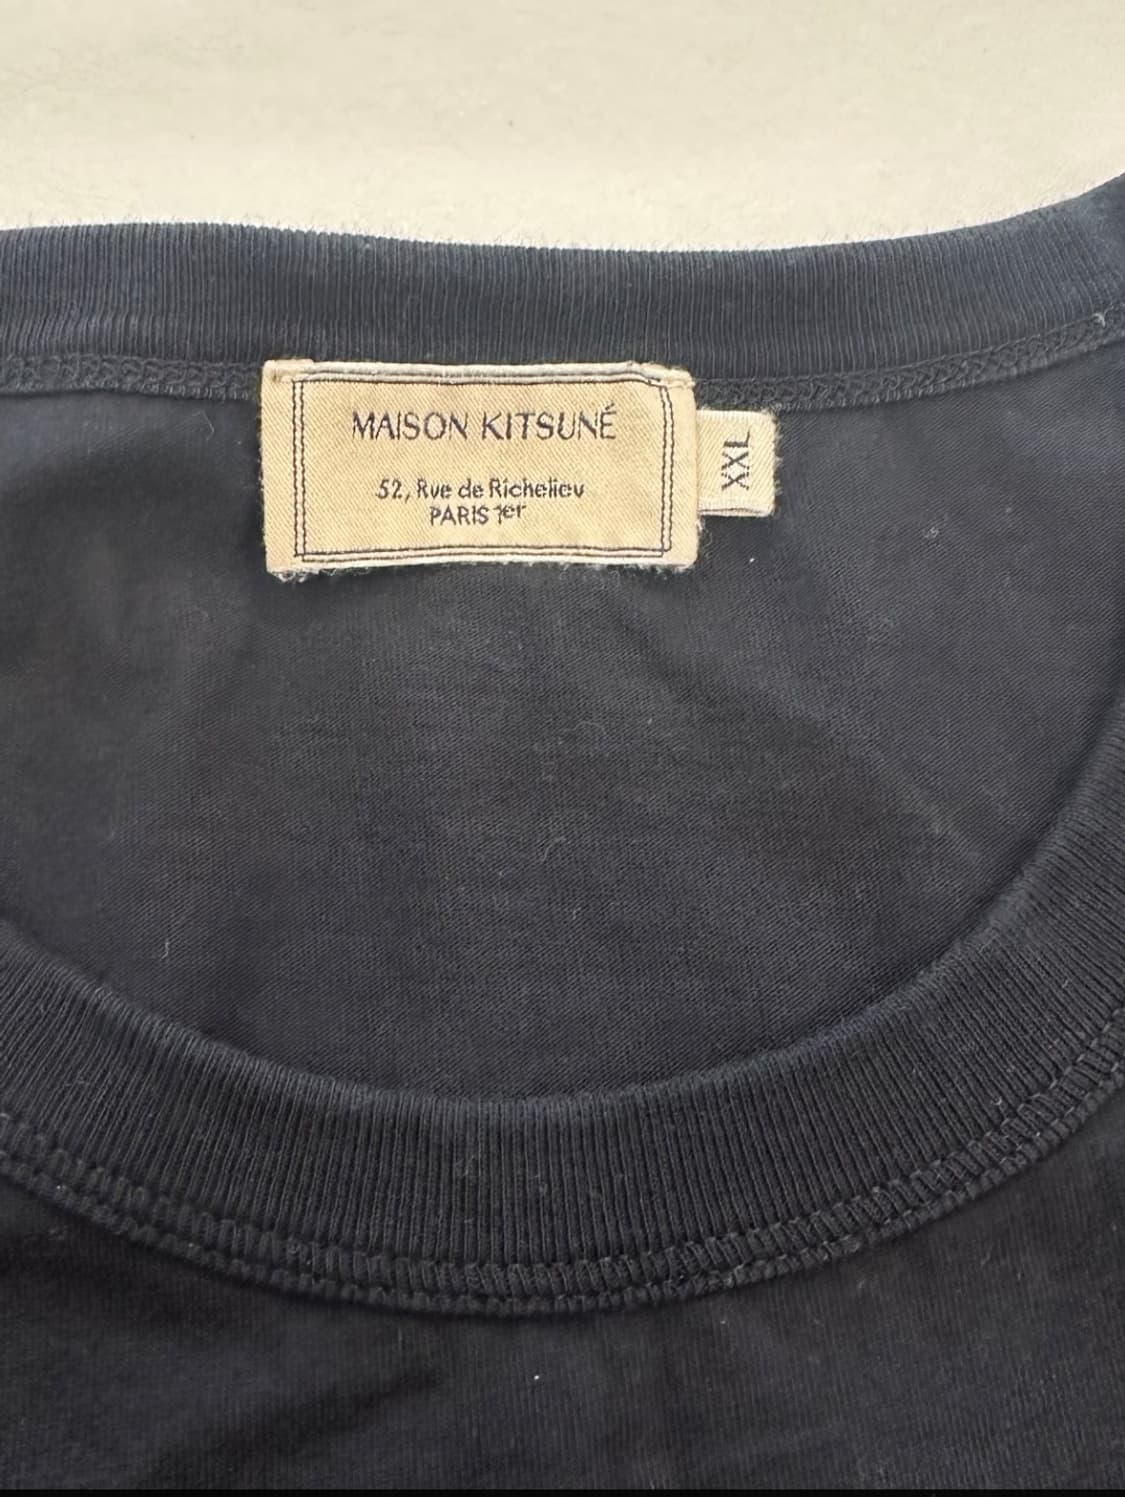 MAISON KITSUNÉ
52, Rue de Richelieu
PARIS 1er
XXL